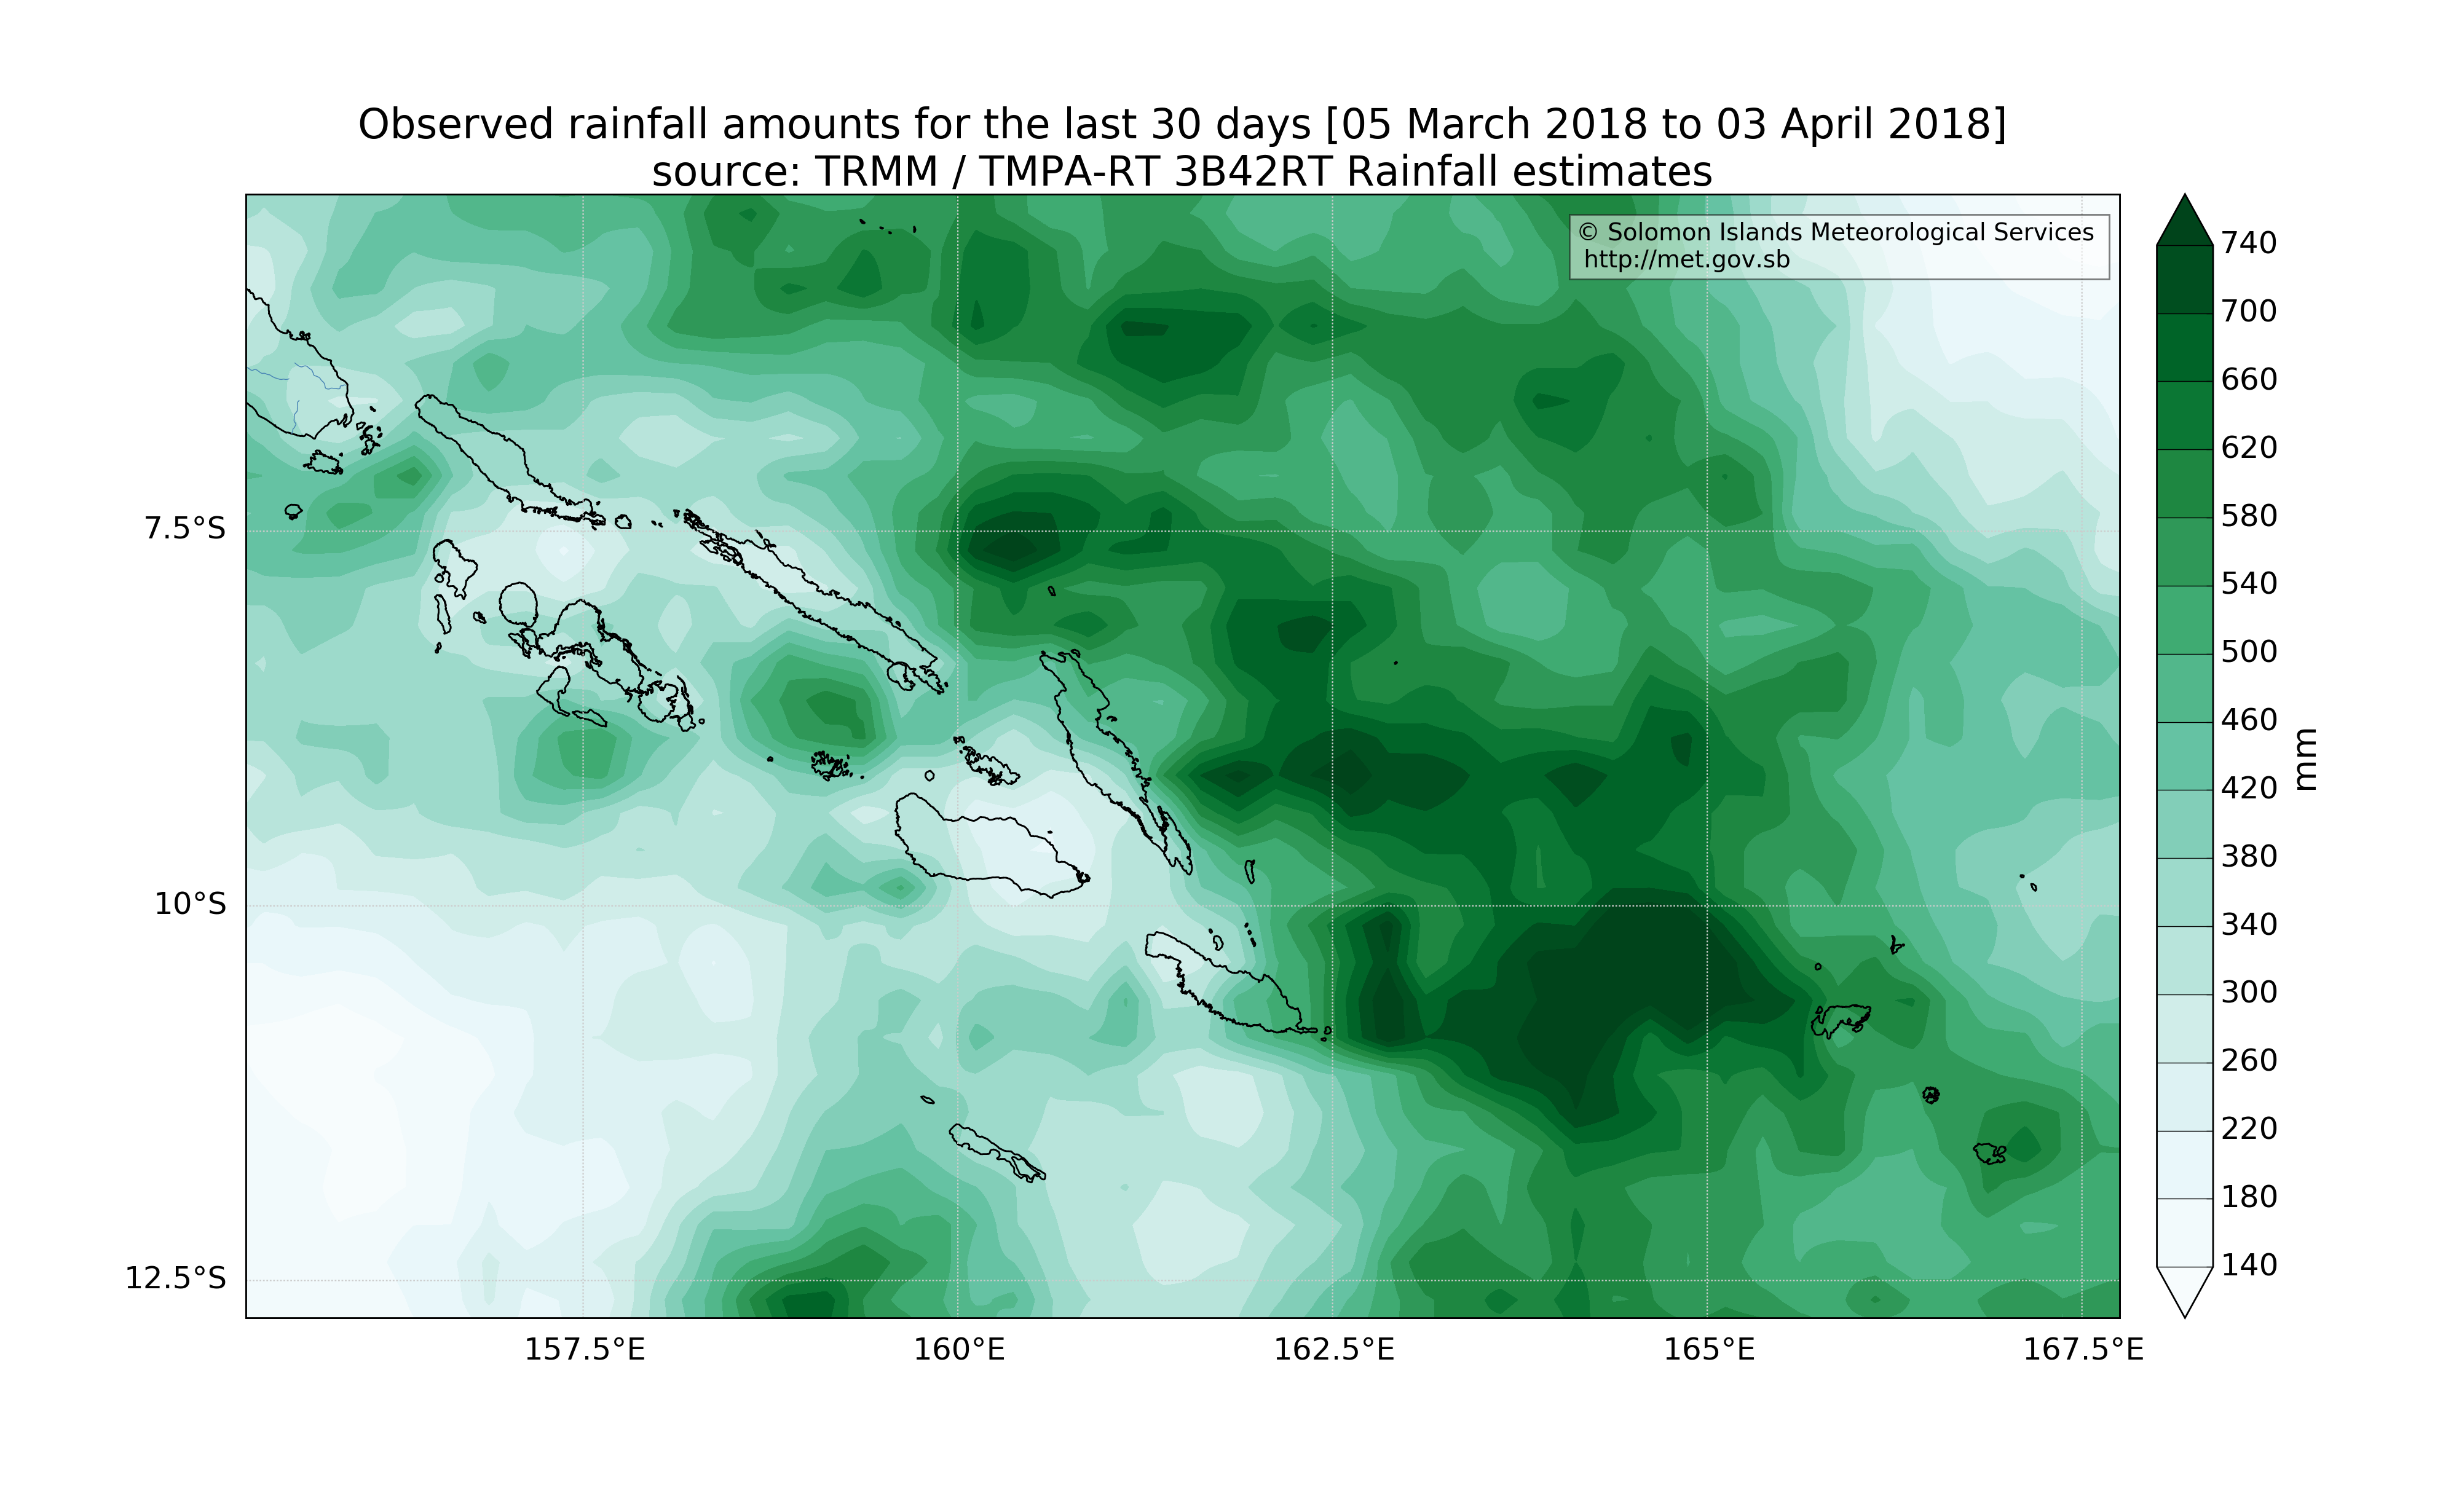 Observed rainfall amounts for the last 30 days [05 March 2018 to 03 April 2018]
source: TRMM / TMPA-RT 3B42RT Rainfall estimates
© Solomon Islands Meteorological Services
http://met.gov.sb
740
700
660
620
580
540
500
460
420
380
340
300
260
220
180
140
mm
7.5°S
10°S
12.5°S
157.5°E
160°E
162.5°E
165°E
167.5°E